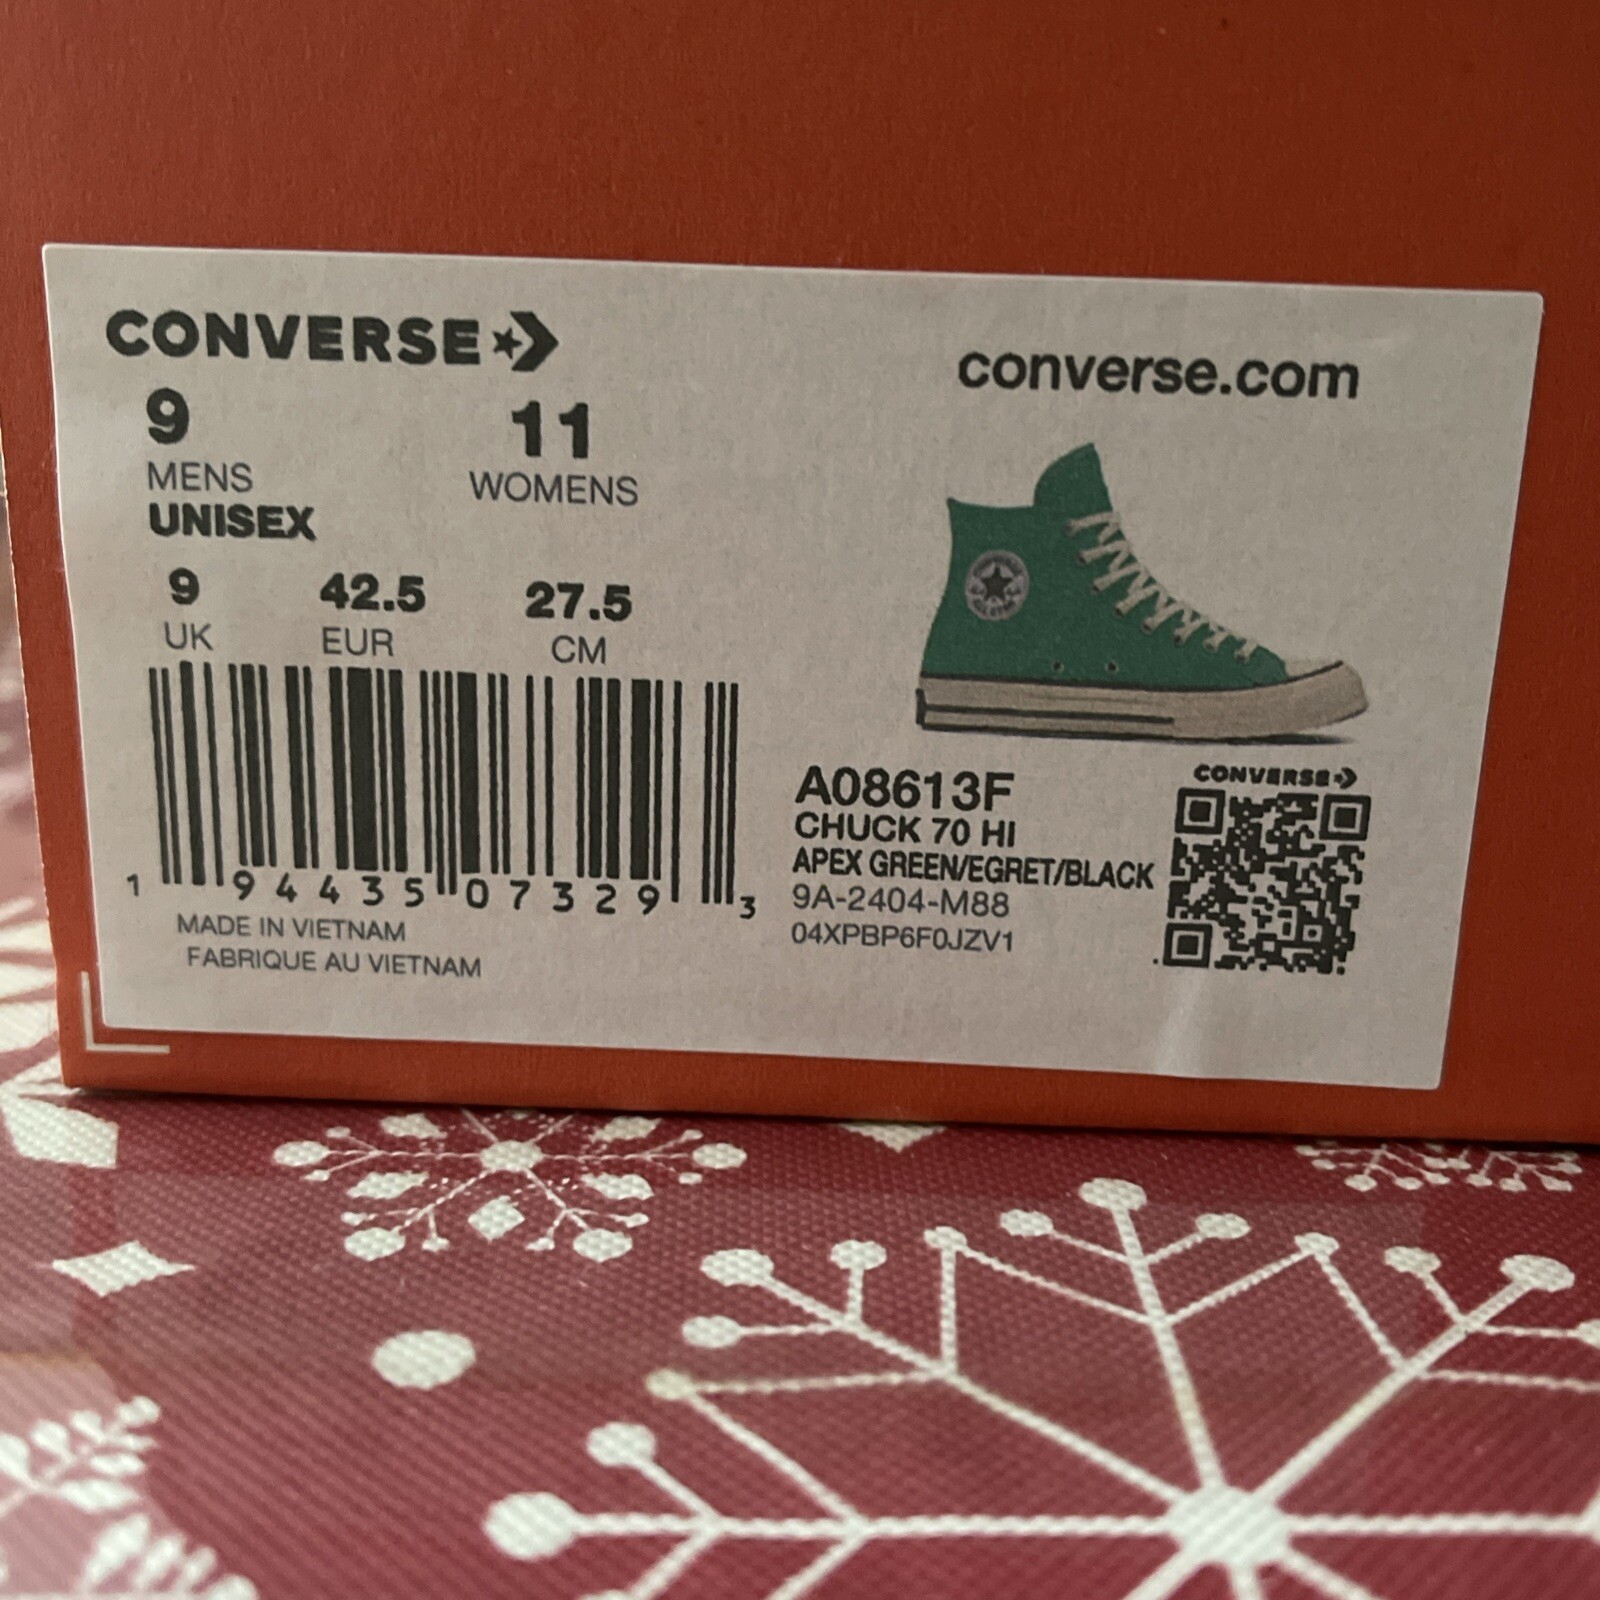 CONVERSE
converse.com
9 11
MENS WOMENS
UNISEX
9 42.5 27.5
UK EUR CM
1 94435 07329 3
MADE IN VIETNAM
FABRIQUE AU VIETNAM
A08613F
CHUCK 70 HI
APEX GREEN/EGRET/BLACK
9A-2404-M88
04XPBP6F0JZV1
CONVERSE